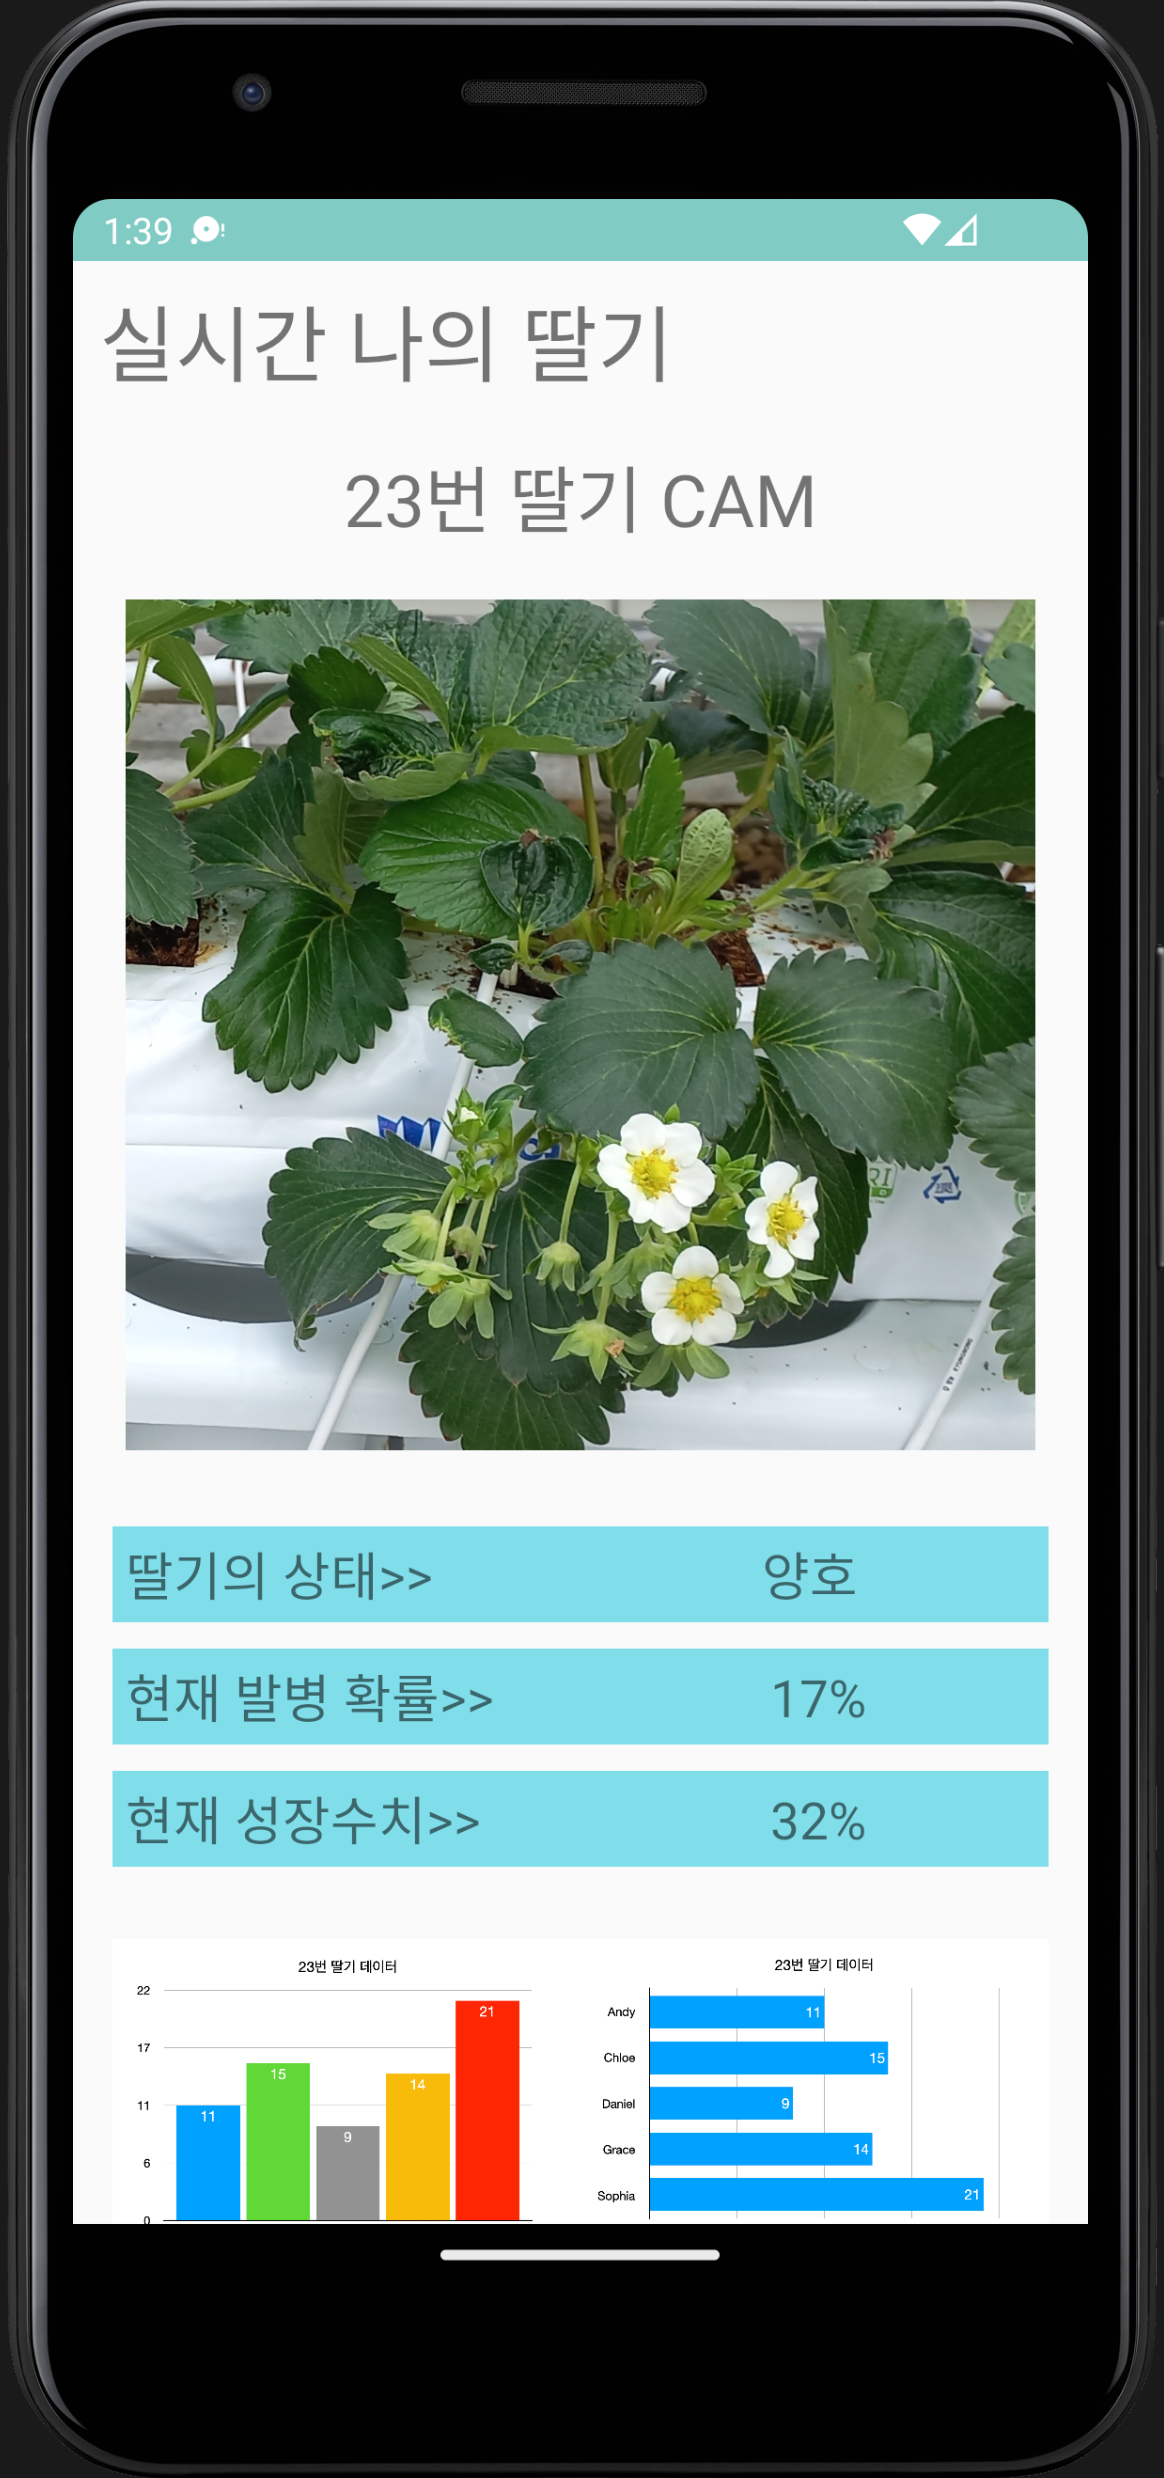 1:39
실시간 나의 딸기
23번 딸기 CAM
딸기의 상태>> 양호
현재 발병 확률>> 17%
현재 성장수치>> 32%
23번 딸기 데이터
22
17
11
6
0
11
15
9
14
21
23번 딸기 데이터
Andy 11
Chloe 15
Daniel 9
Grace 14
Sophia 21